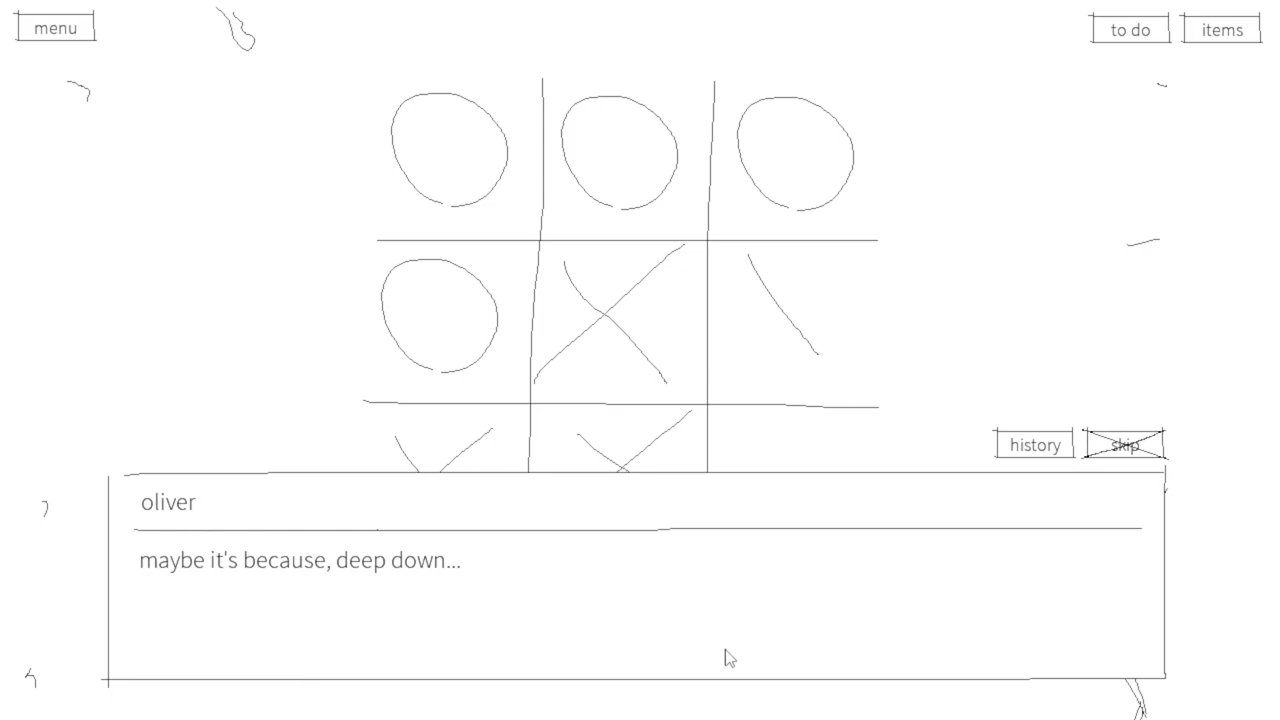 menu
to do
items
history
skip
oliver
maybe it's because, deep down...